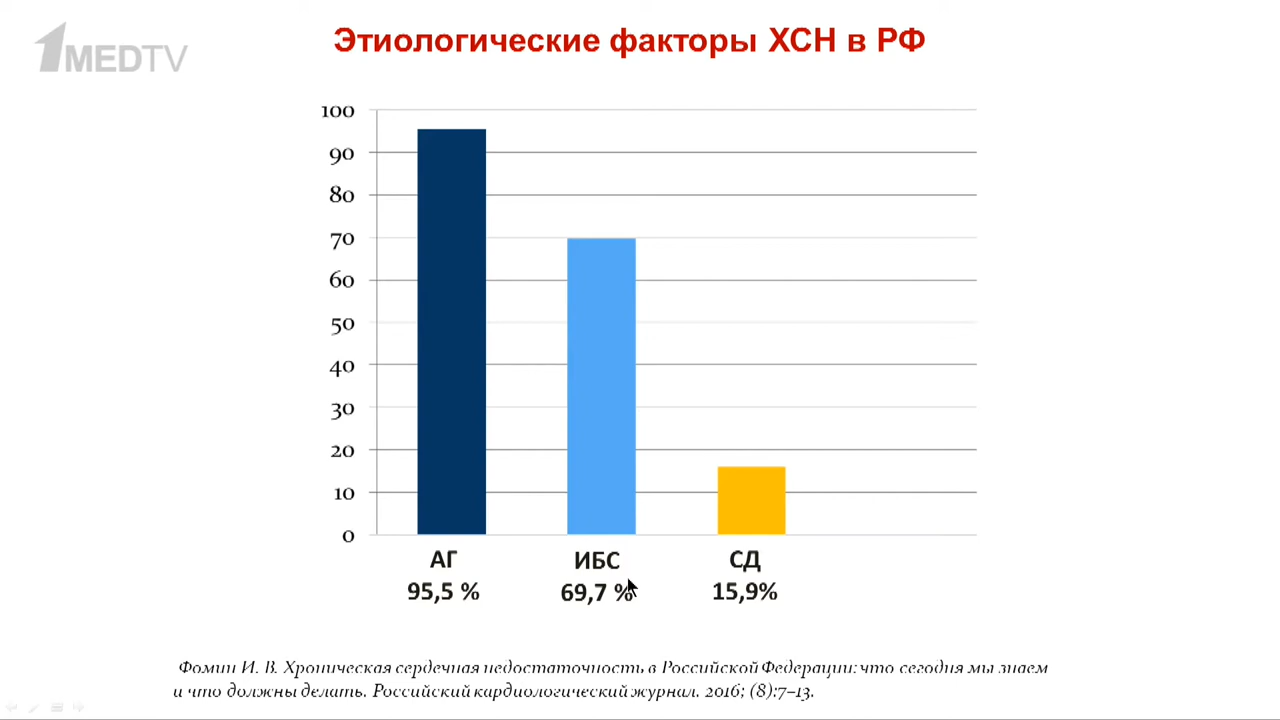 1MEDTV
Этиологические факторы ХСН в РФ
100
90
80
70
60
50
40
30
20
10
0
АГ ИБС СД
95,5 % 69,7 % 15,9%
Фомин И. В. Хроническая сердечная недостаточность в Российской Федерации: что сегодня мы знаем
и что должны делать. Российский кардиологический журнал. 2016; (8):7–13.